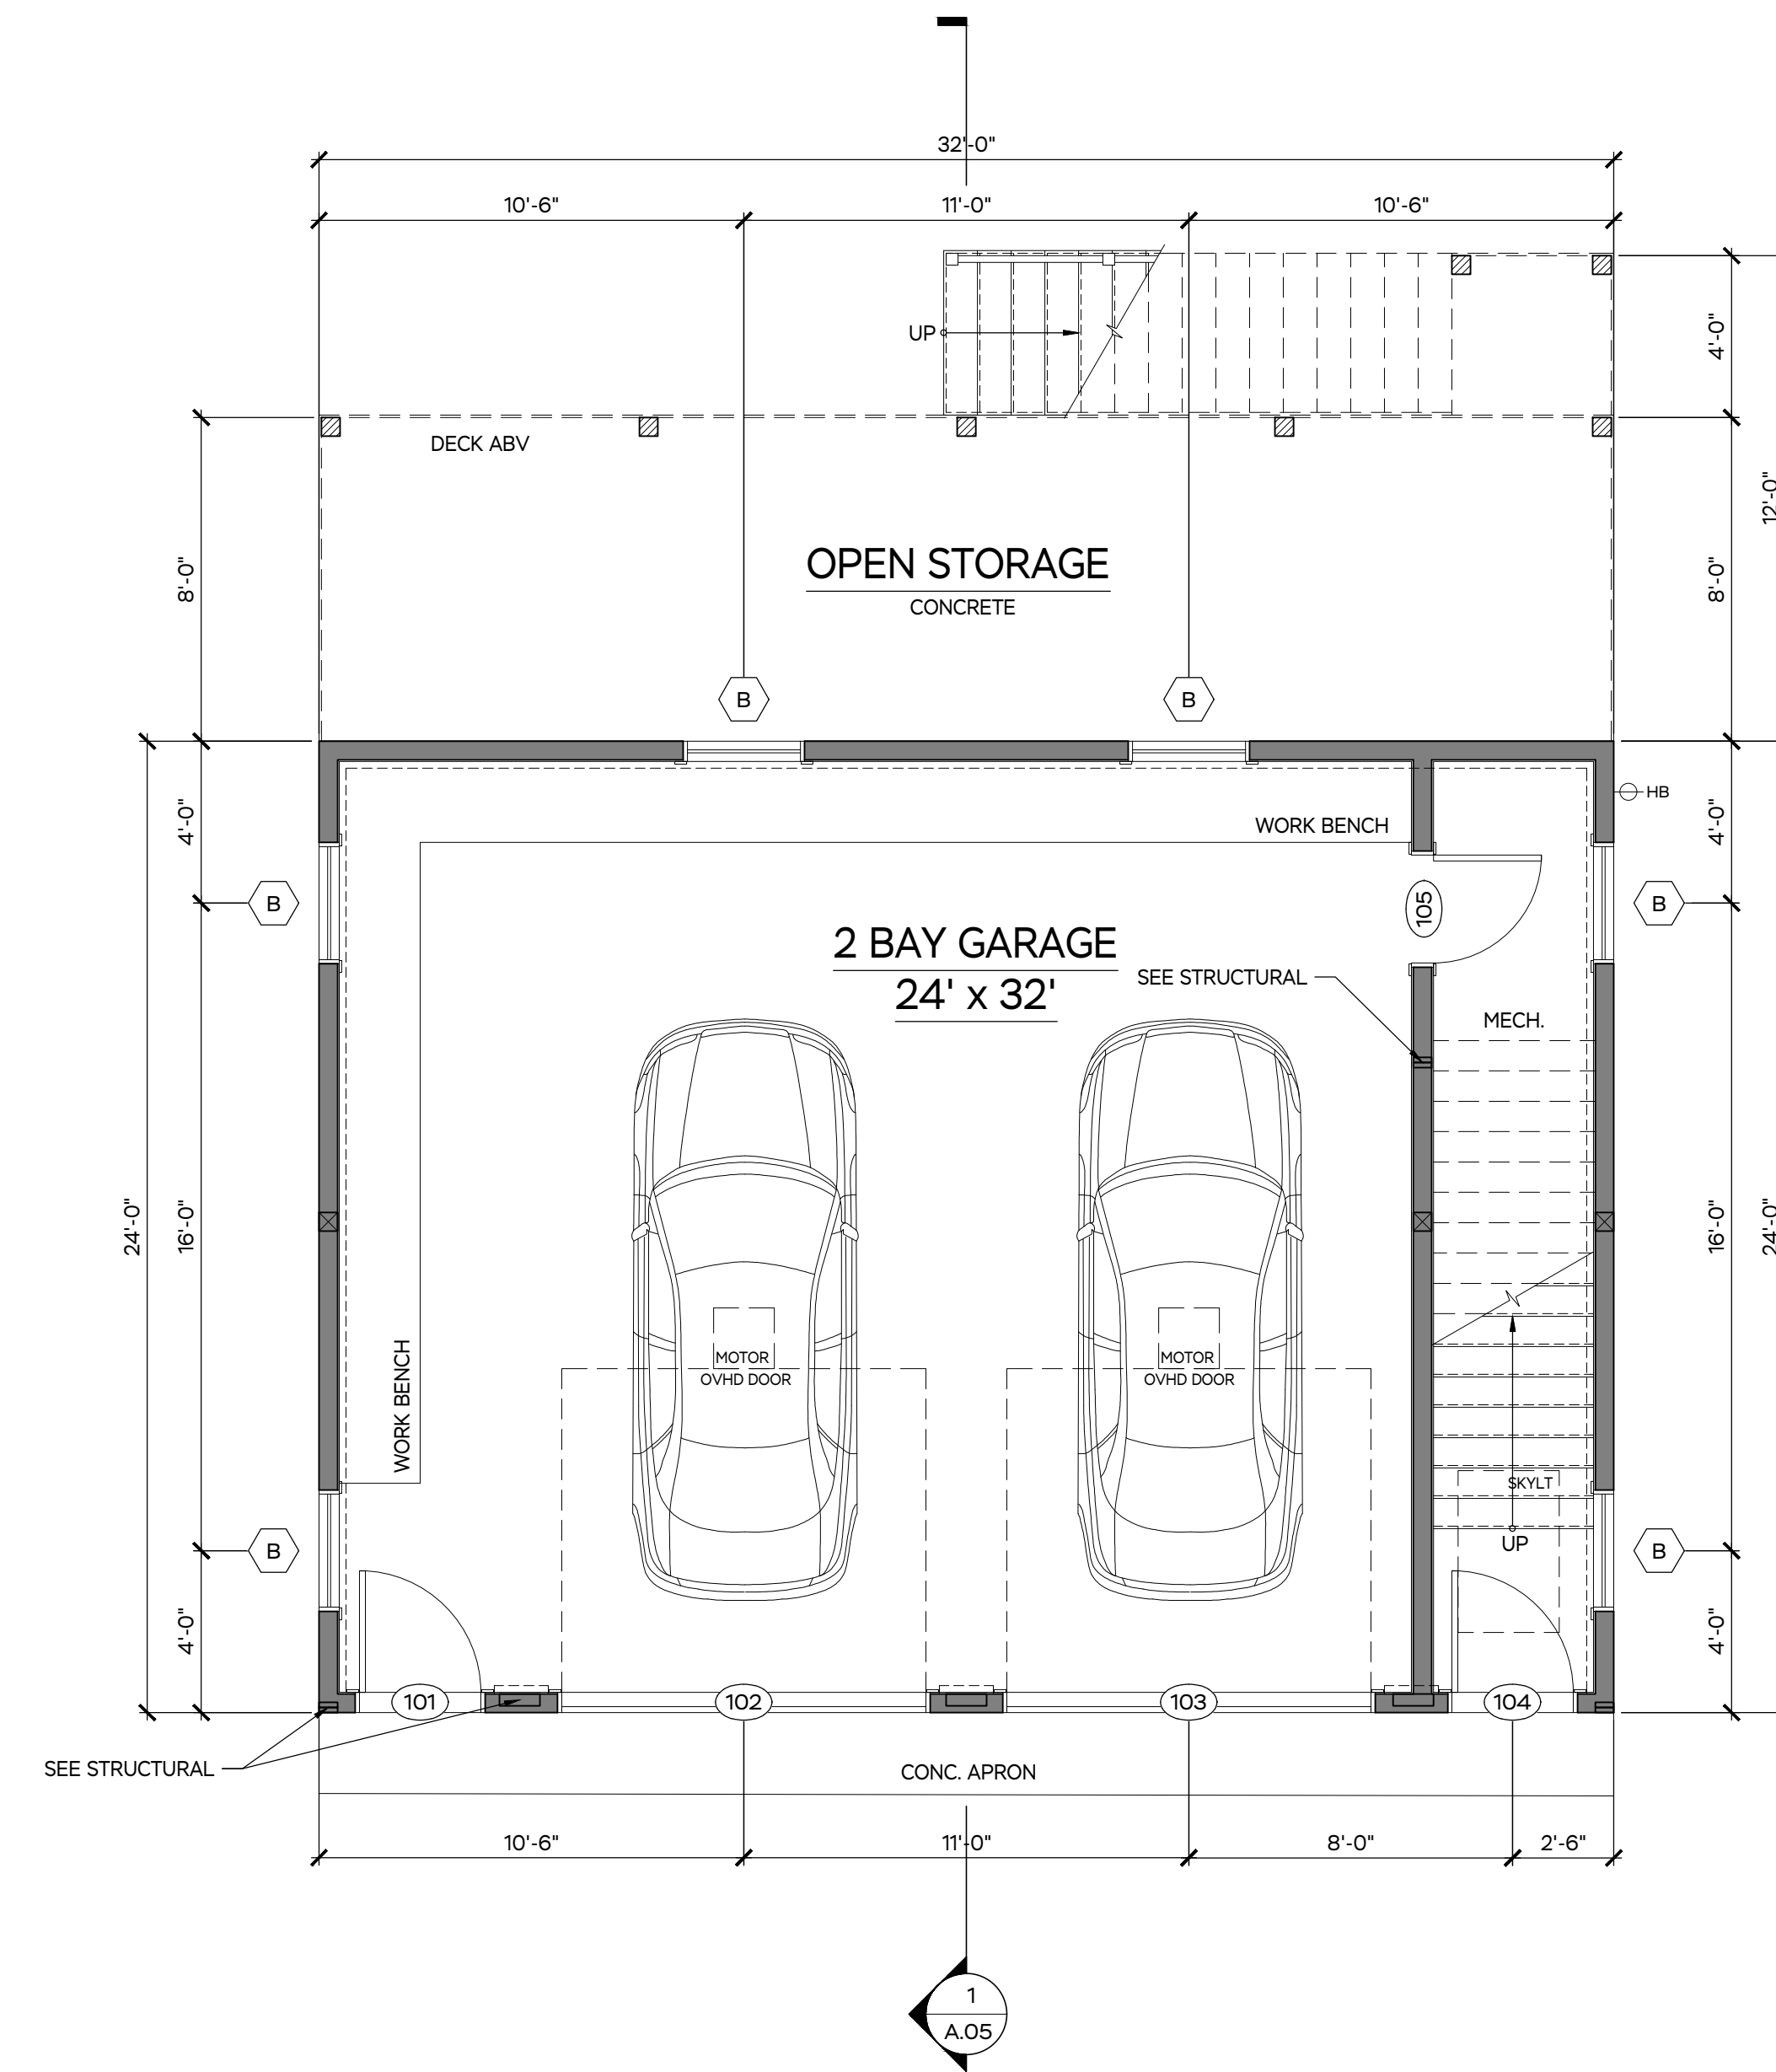 32'-0"
10'-6"
11'-0"
10'-6"
UP
4'-0"
DECK ABV
12'-0"
8'-0"
OPEN STORAGE
8'-0"
CONCRETE
B
B
HB
4'-0"
WORK BENCH
4'-0"
B
105
B
2 BAY GARAGE
SEE STRUCTURAL
24' x 32'
MECH.
24'-0"
16'-0"
16'-0"
24'-0"
MOTOR
MOTOR
OVHD DOOR
OVHD DOOR
WORK BENCH
SKYLT
UP
B
B
4'-0"
4'-0"
101
102
103
104
SEE STRUCTURAL
CONC. APRON
10'-6"
11'-0"
8'-0"
2'-6"
1
A.05